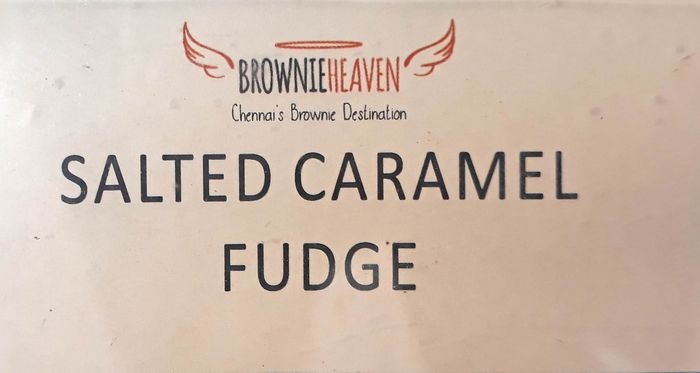 BROWNIEHEAVEN
Chennai's Brownie Destination
SALTED CARAMEL
FUDGE